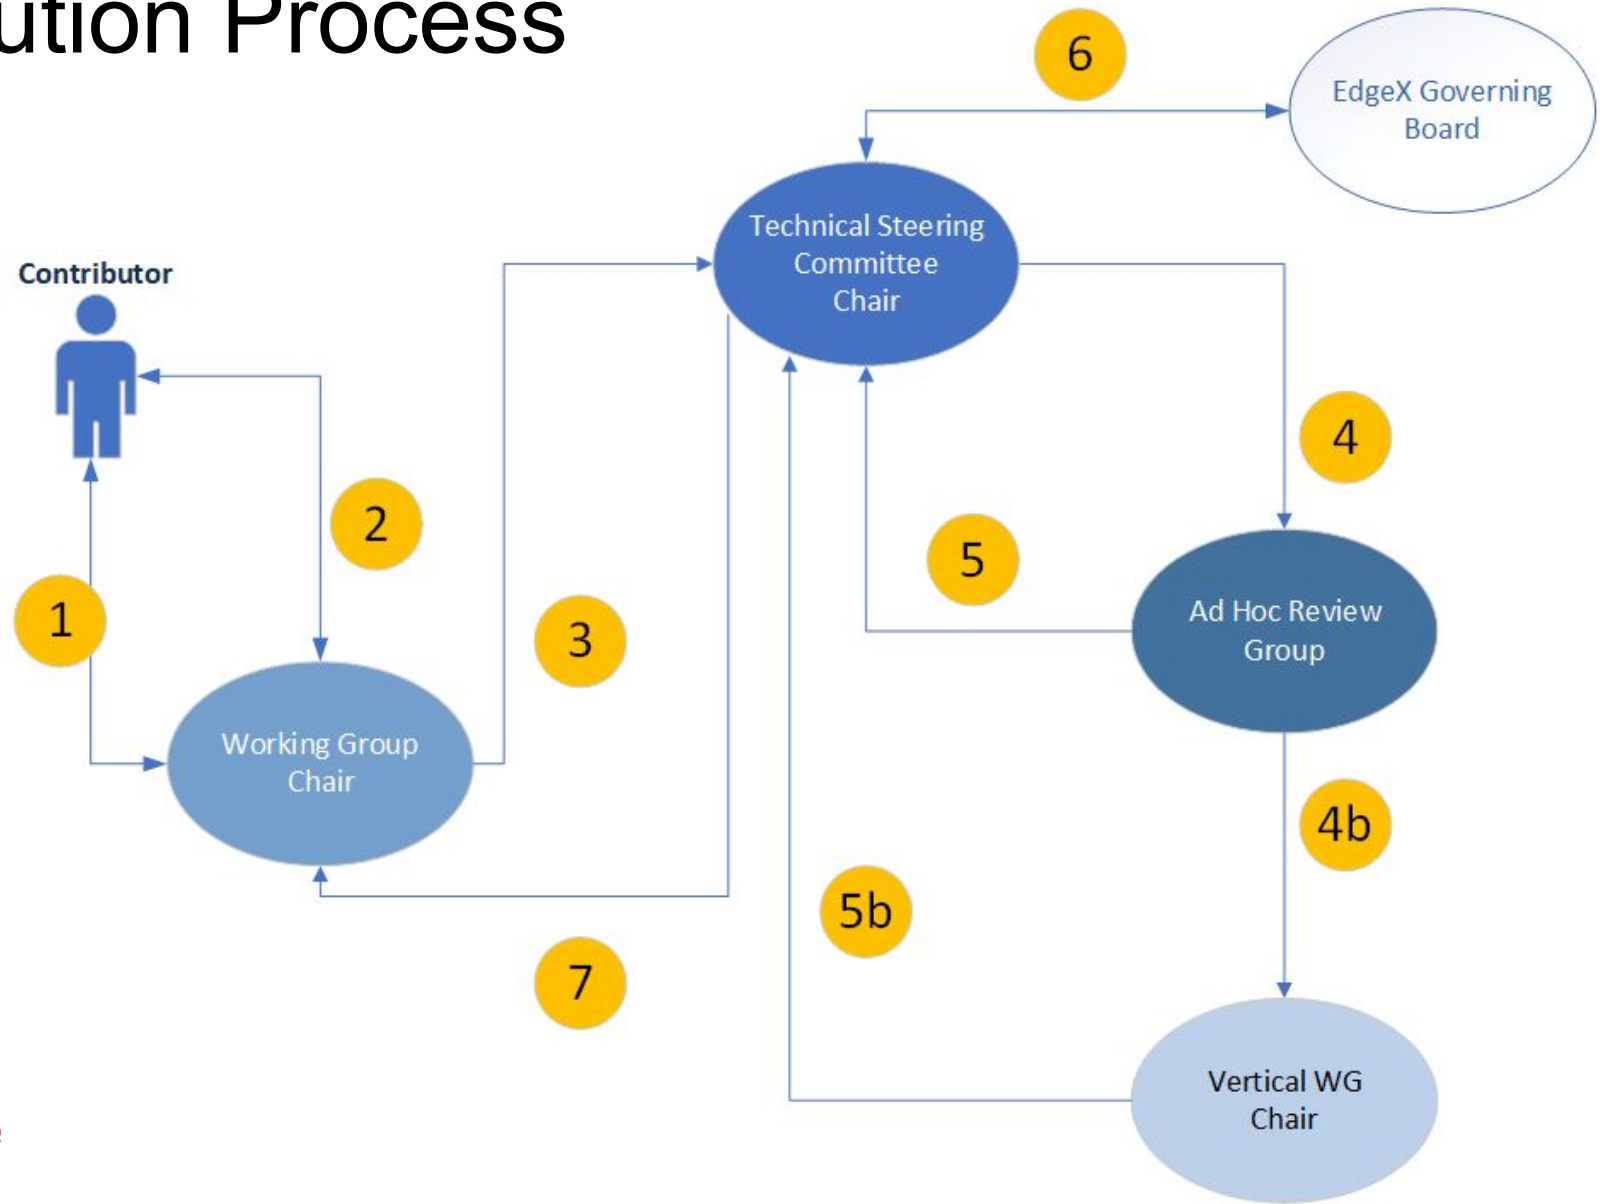 ution Process
6
EdgeX Governing
Board
Technical Steering
Committee
Chair
Contributor
4
2
5
Ad Hoc Review
Group
1
3
Working Group
Chair
4b
5b
7
Vertical WG
Chair